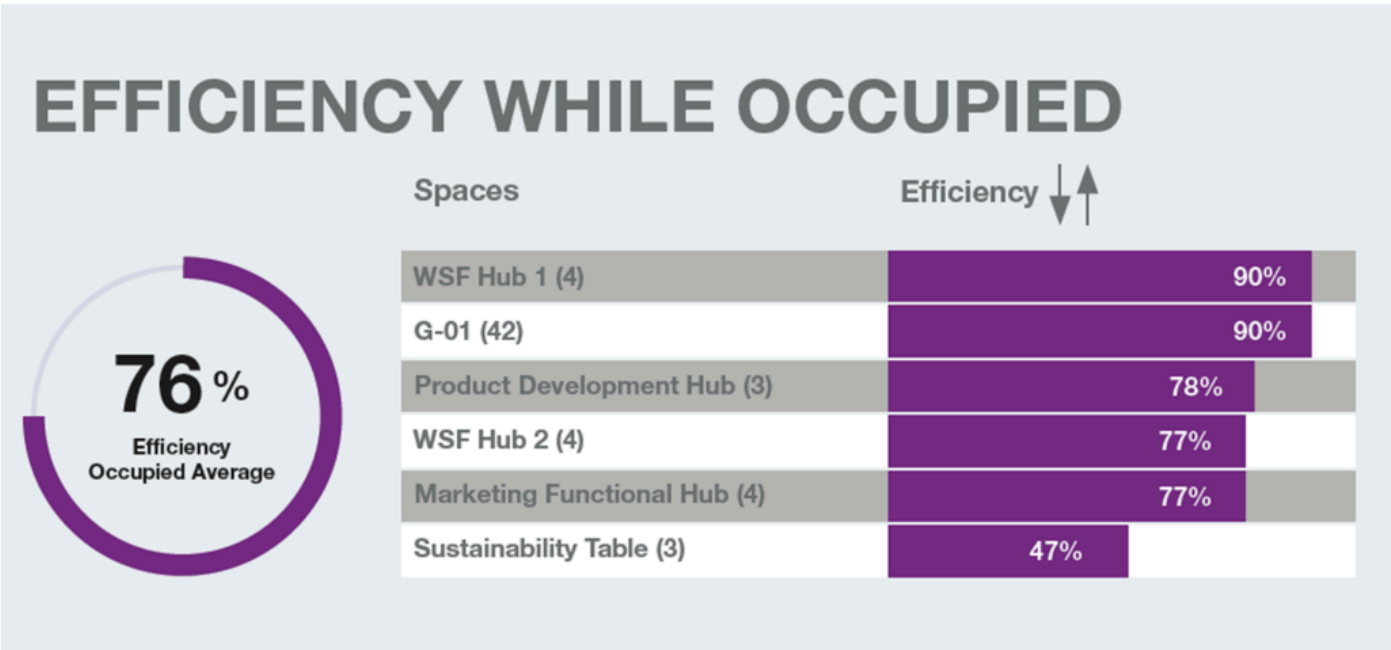 EFFICIENCY WHILE OCCUPIED
Spaces
Efficiency
76 %
Efficiency
Occupied Average
WSF Hub 1 (4)
90%
G-01 (42)
90%
Product Development Hub (3)
78%
WSF Hub 2 (4)
77%
Marketing Functional Hub (4)
77%
Sustainability Table (3)
47%